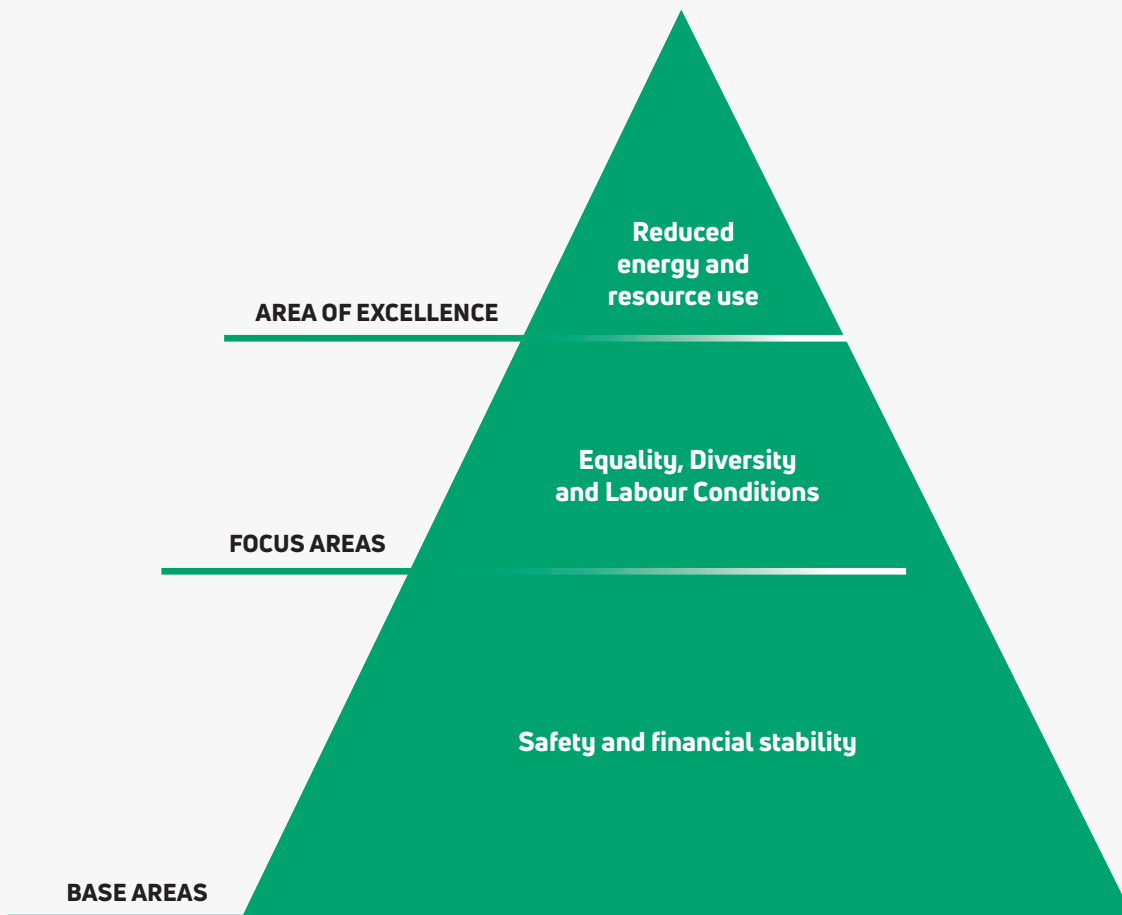 Reduced
energy and
resource use
AREA OF EXCELLENCE
Equality, Diversity
and Labour Conditions
FOCUS AREAS
Safety and financial stability
BASE AREAS